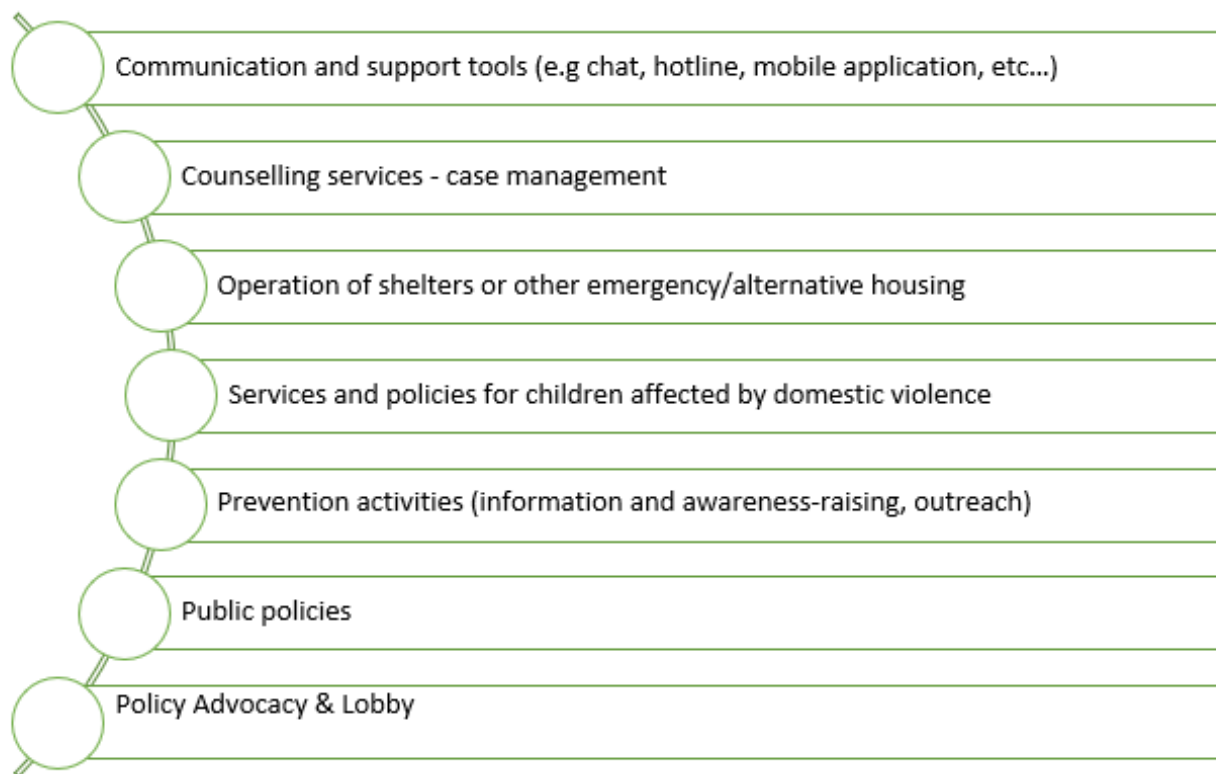 Communication and support tools (e.g chat, hotline, mobile application, etc...)
Counselling services - case management
Operation of shelters or other emergency/alternative housing
Services and policies for children affected by domestic violence
Prevention activities (information and awareness-raising, outreach)
Public policies
Policy Advocacy & Lobby